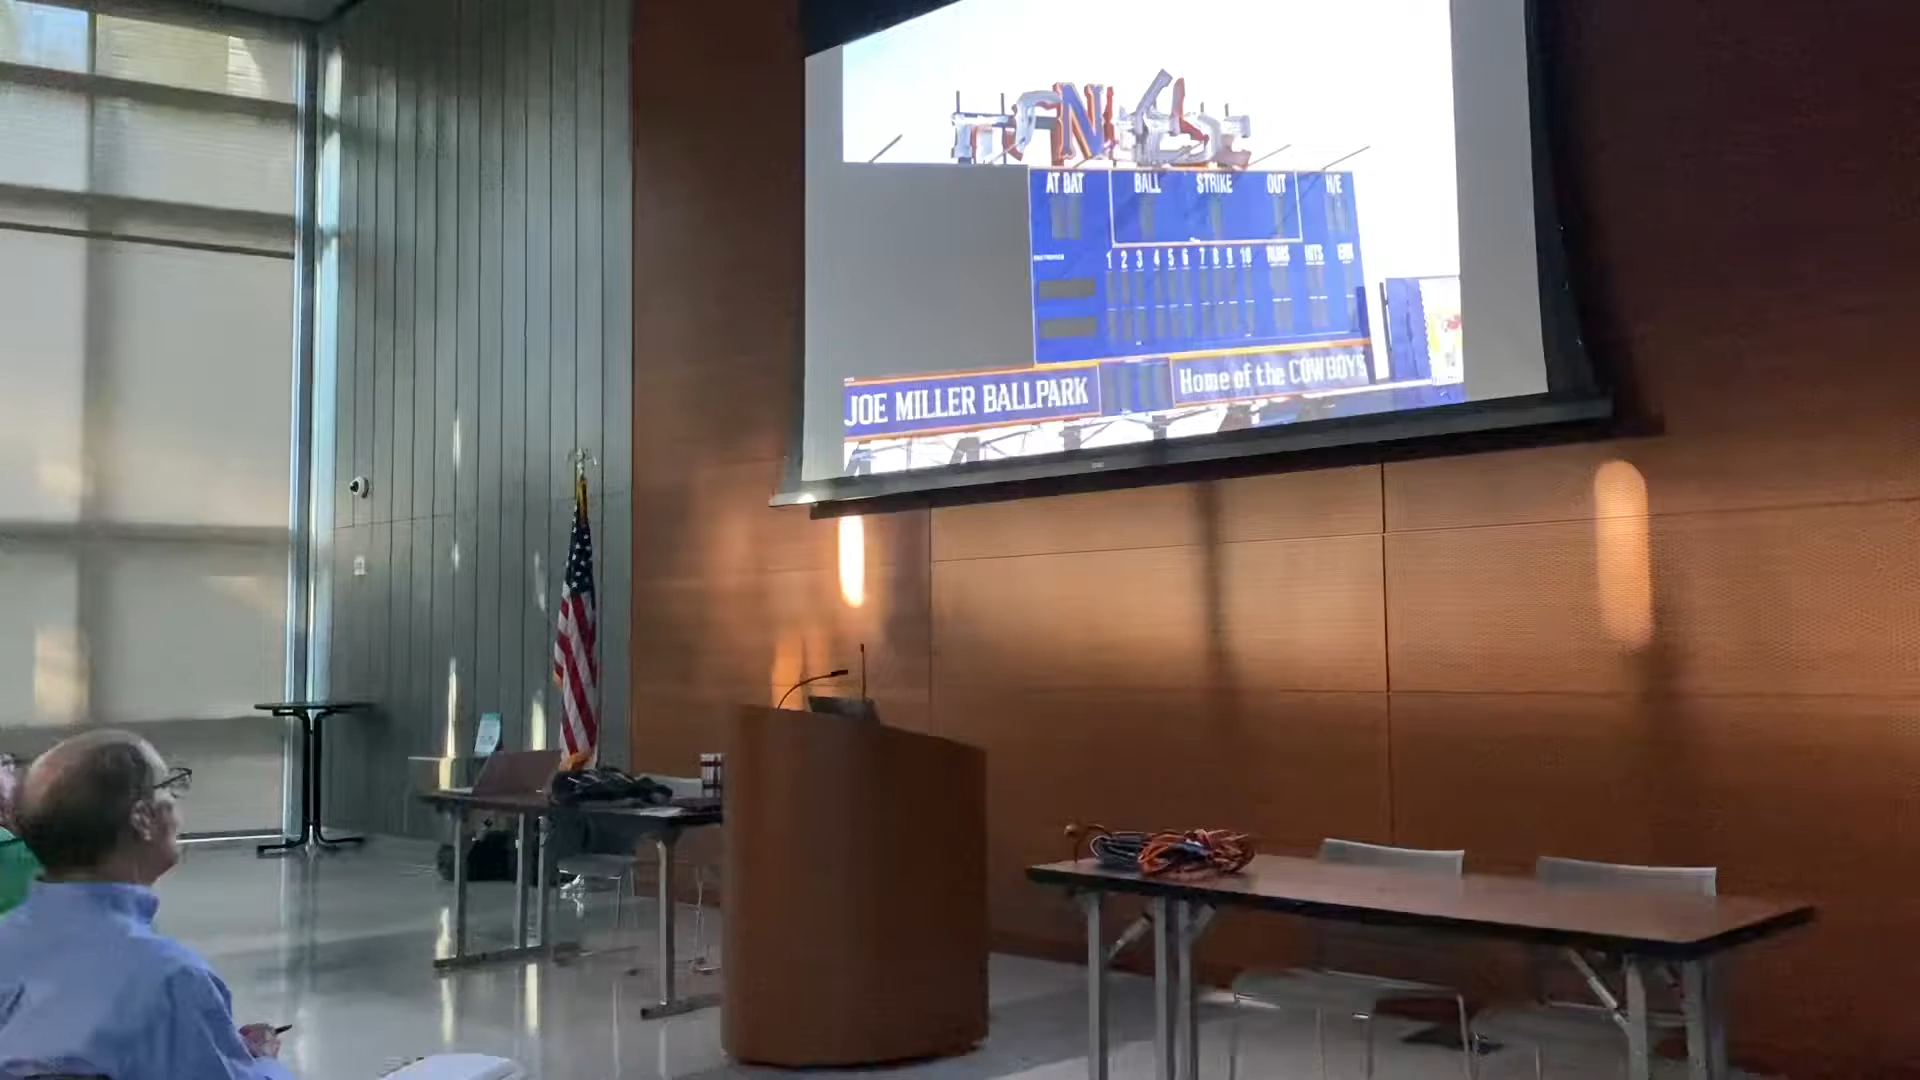 AT BAT BALL STRIKE OUT H/E
1 2 3 4 5 6 7 8 9 10 RUNS HITS ERR
JOE MILLER BALLPARK
Home of the COWBOYS